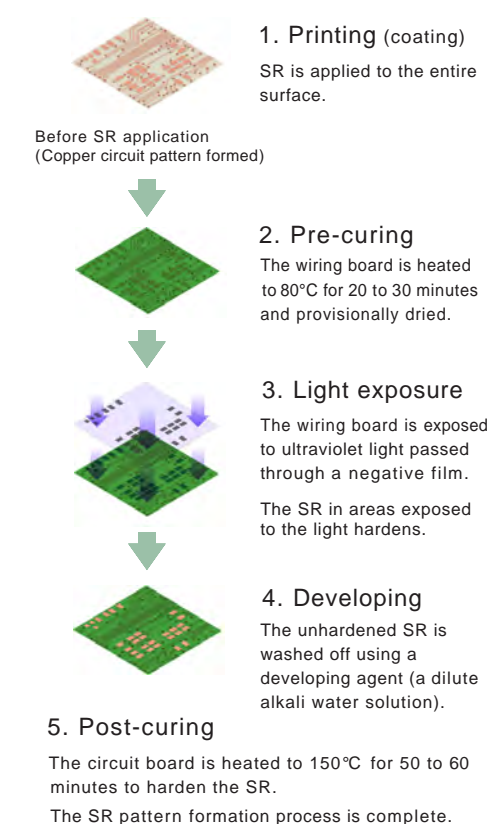 1. Printing (coating)
SR is applied to the entire
surface.
Before SR application
(Copper circuit pattern formed)
2. Pre-curing
The wiring board is heated
to 80°C for 20 to 30 minutes
and provisionally dried.
3. Light exposure
The wiring board is exposed
to ultraviolet light passed
through a negative film.
The SR in areas exposed
to the light hardens.
4. Developing
The unhardened SR is
washed off using a
developing agent (a dilute
alkali water solution).
5. Post-curing
The circuit board is heated to 150°C for 50 to 60
minutes to harden the SR.
The SR pattern formation process is complete.